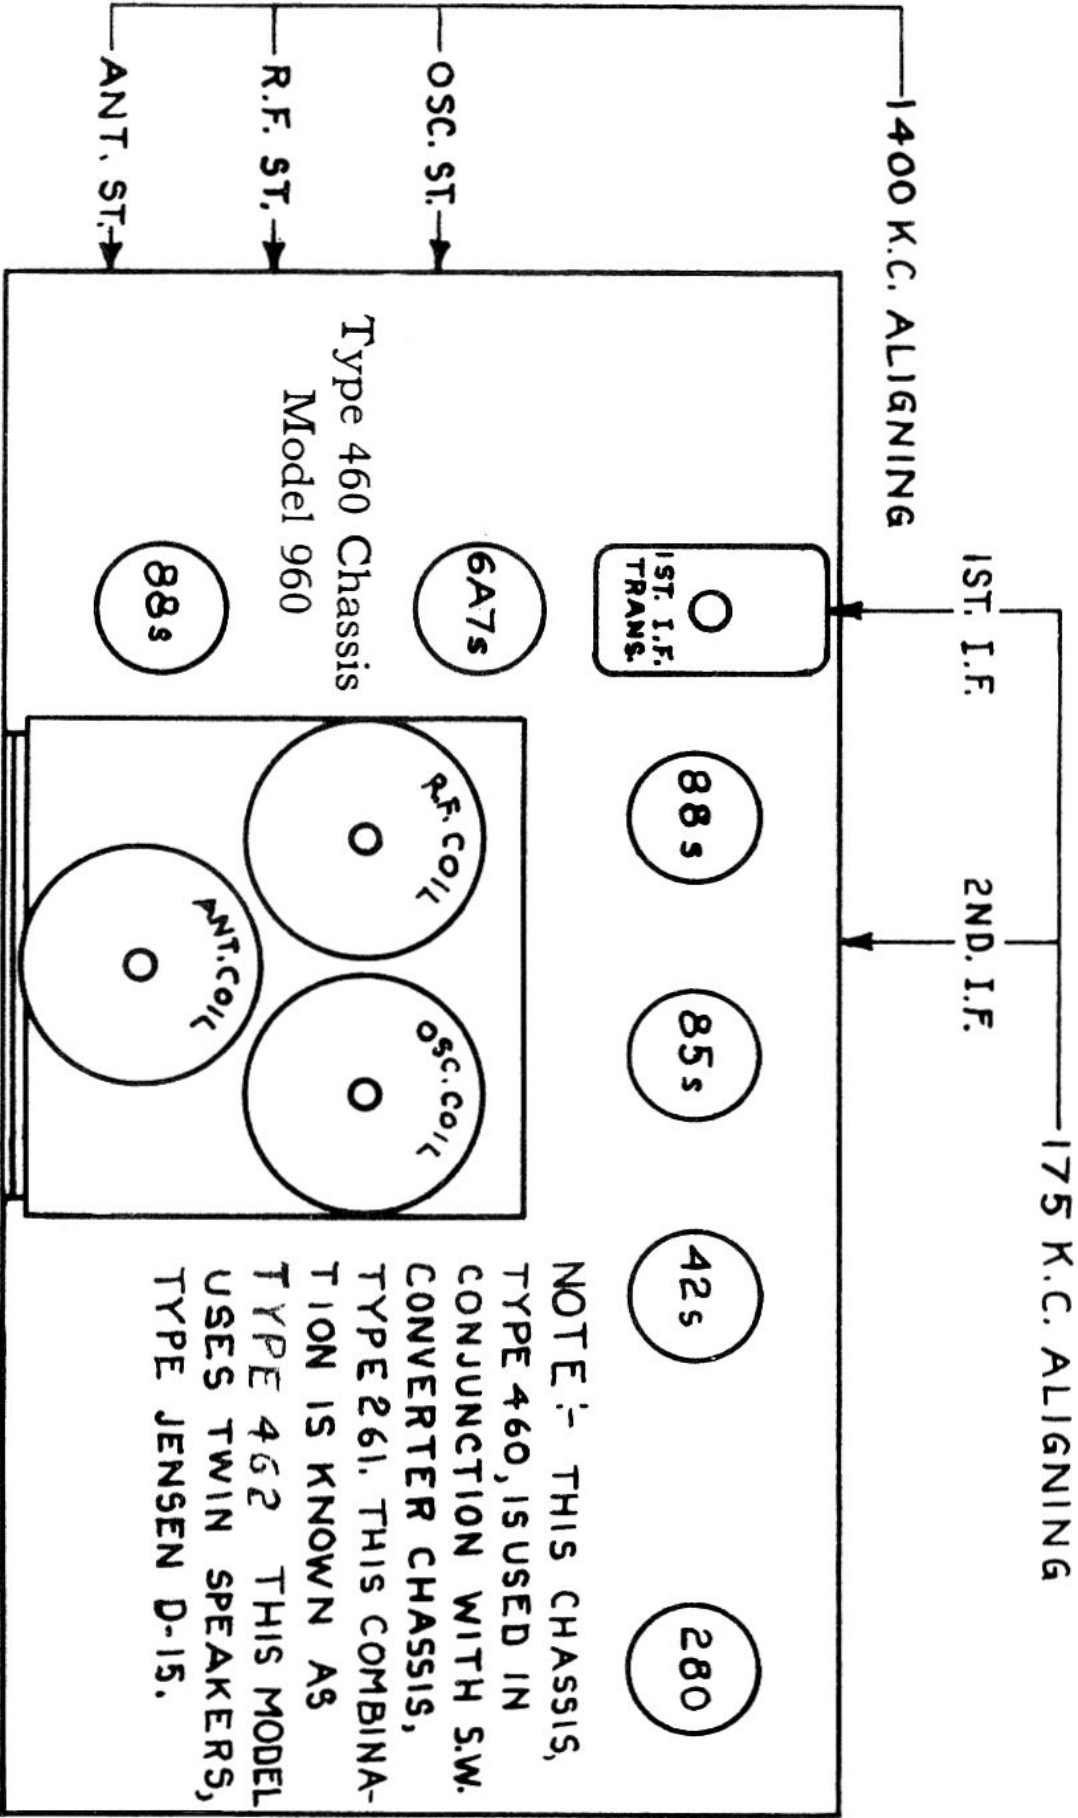 175 K.C. ALIGNING
1ST. I.F.
2ND. I.F.
1400 K.C. ALIGNING
OSC. ST.
R.F. ST.
ANT. ST.
1ST. I.F.
TRANS.
88s
85s
42s
280
6A7s
88s
Type 460 Chassis
Model 960
R.F. COIL
OSC. COIL
ANT. COIL
NOTE:- THIS CHASSIS,
TYPE 460, IS USED IN
CONJUNCTION WITH S.W.
CONVERTER CHASSIS,
TYPE 261. THIS COMBINA-
TION IS KNOWN AS
TYPE 462 THIS MODEL
USES TWIN SPEAKERS,
TYPE JENSEN D-15.